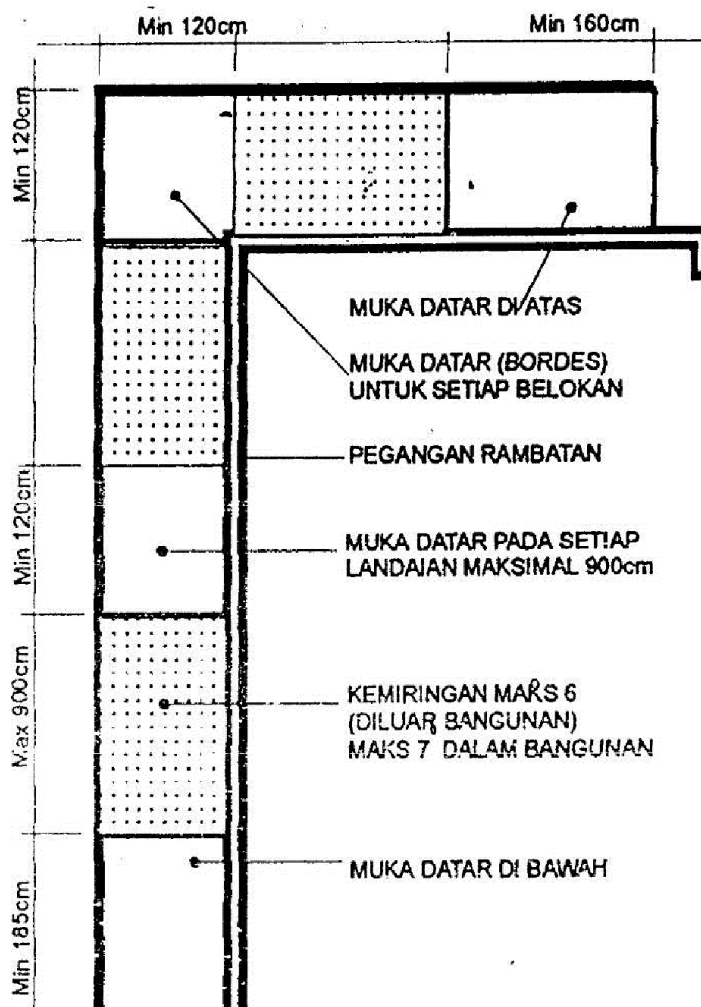 Min 120cm
Min 160cm
Min 120cm
MUKA DATAR DI ATAS
MUKA DATAR (BORDES)
UNTUK SETIAP BELOKAN
PEGANGAN RAMBATAN
Min 120cm
MUKA DATAR PADA SETIAP
LANDAIAN MAKSIMAL 900cm
Max 900cm
KEMIRINGAN MAKS 6
(DILUAR BANGUNAN)
MAKS 7 DALAM BANGUNAN
MUKA DATAR DI BAWAH
Min 185cm